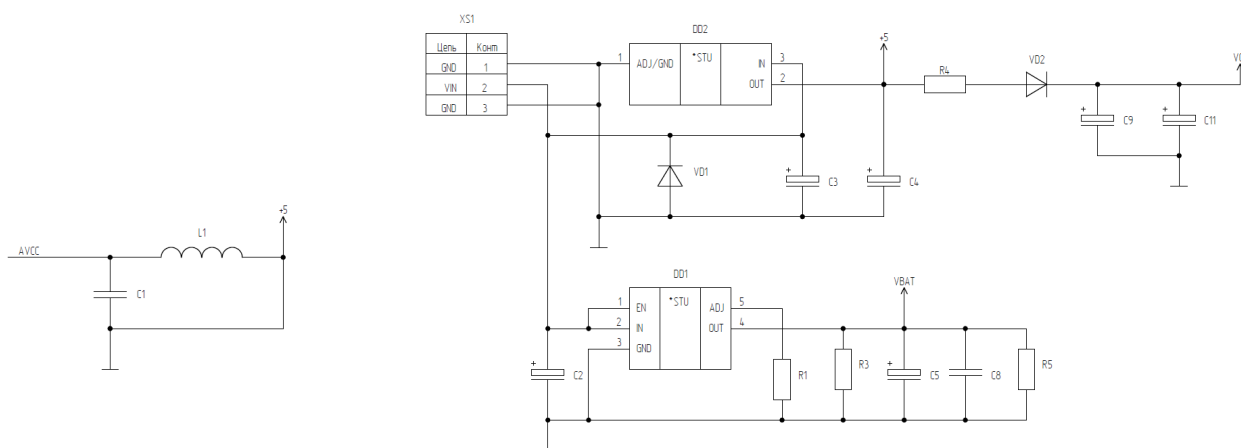 XS1
Цепь Конт
GND 1
VIN 2
GND 3
DD2
1 ADJ/GND *STU IN 3
OUT 2
+5
R4
VD2
C9
C11
VD1
C3
C4
+5
L1
AVCC
C1
DD1
1 EN *STU ADJ 5
2 IN OUT 4
3 GND
VBAT
C2
R1
R3
C5
C8
R5